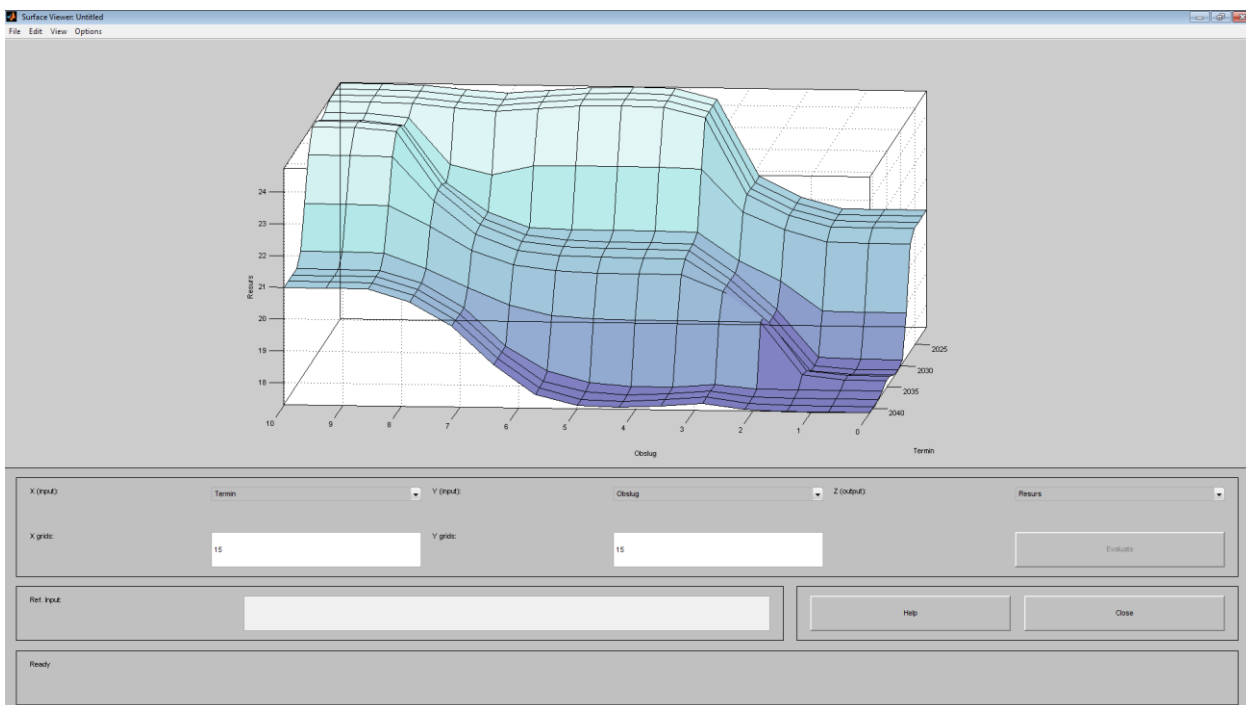 Surface Viewer: Untitled
File Edit View Options
24
23
22
21
20
19
18
Resurs
10 9 8 7 6 5 4 3 2 1 0
Obslug
2025
2030
2035
2040
Termin
X (input): Termin Y (input): Obslug Z (output): Resurs
X grids: 15 Y grids: 15 Evaluate
Ref. Input: Help Close
Ready